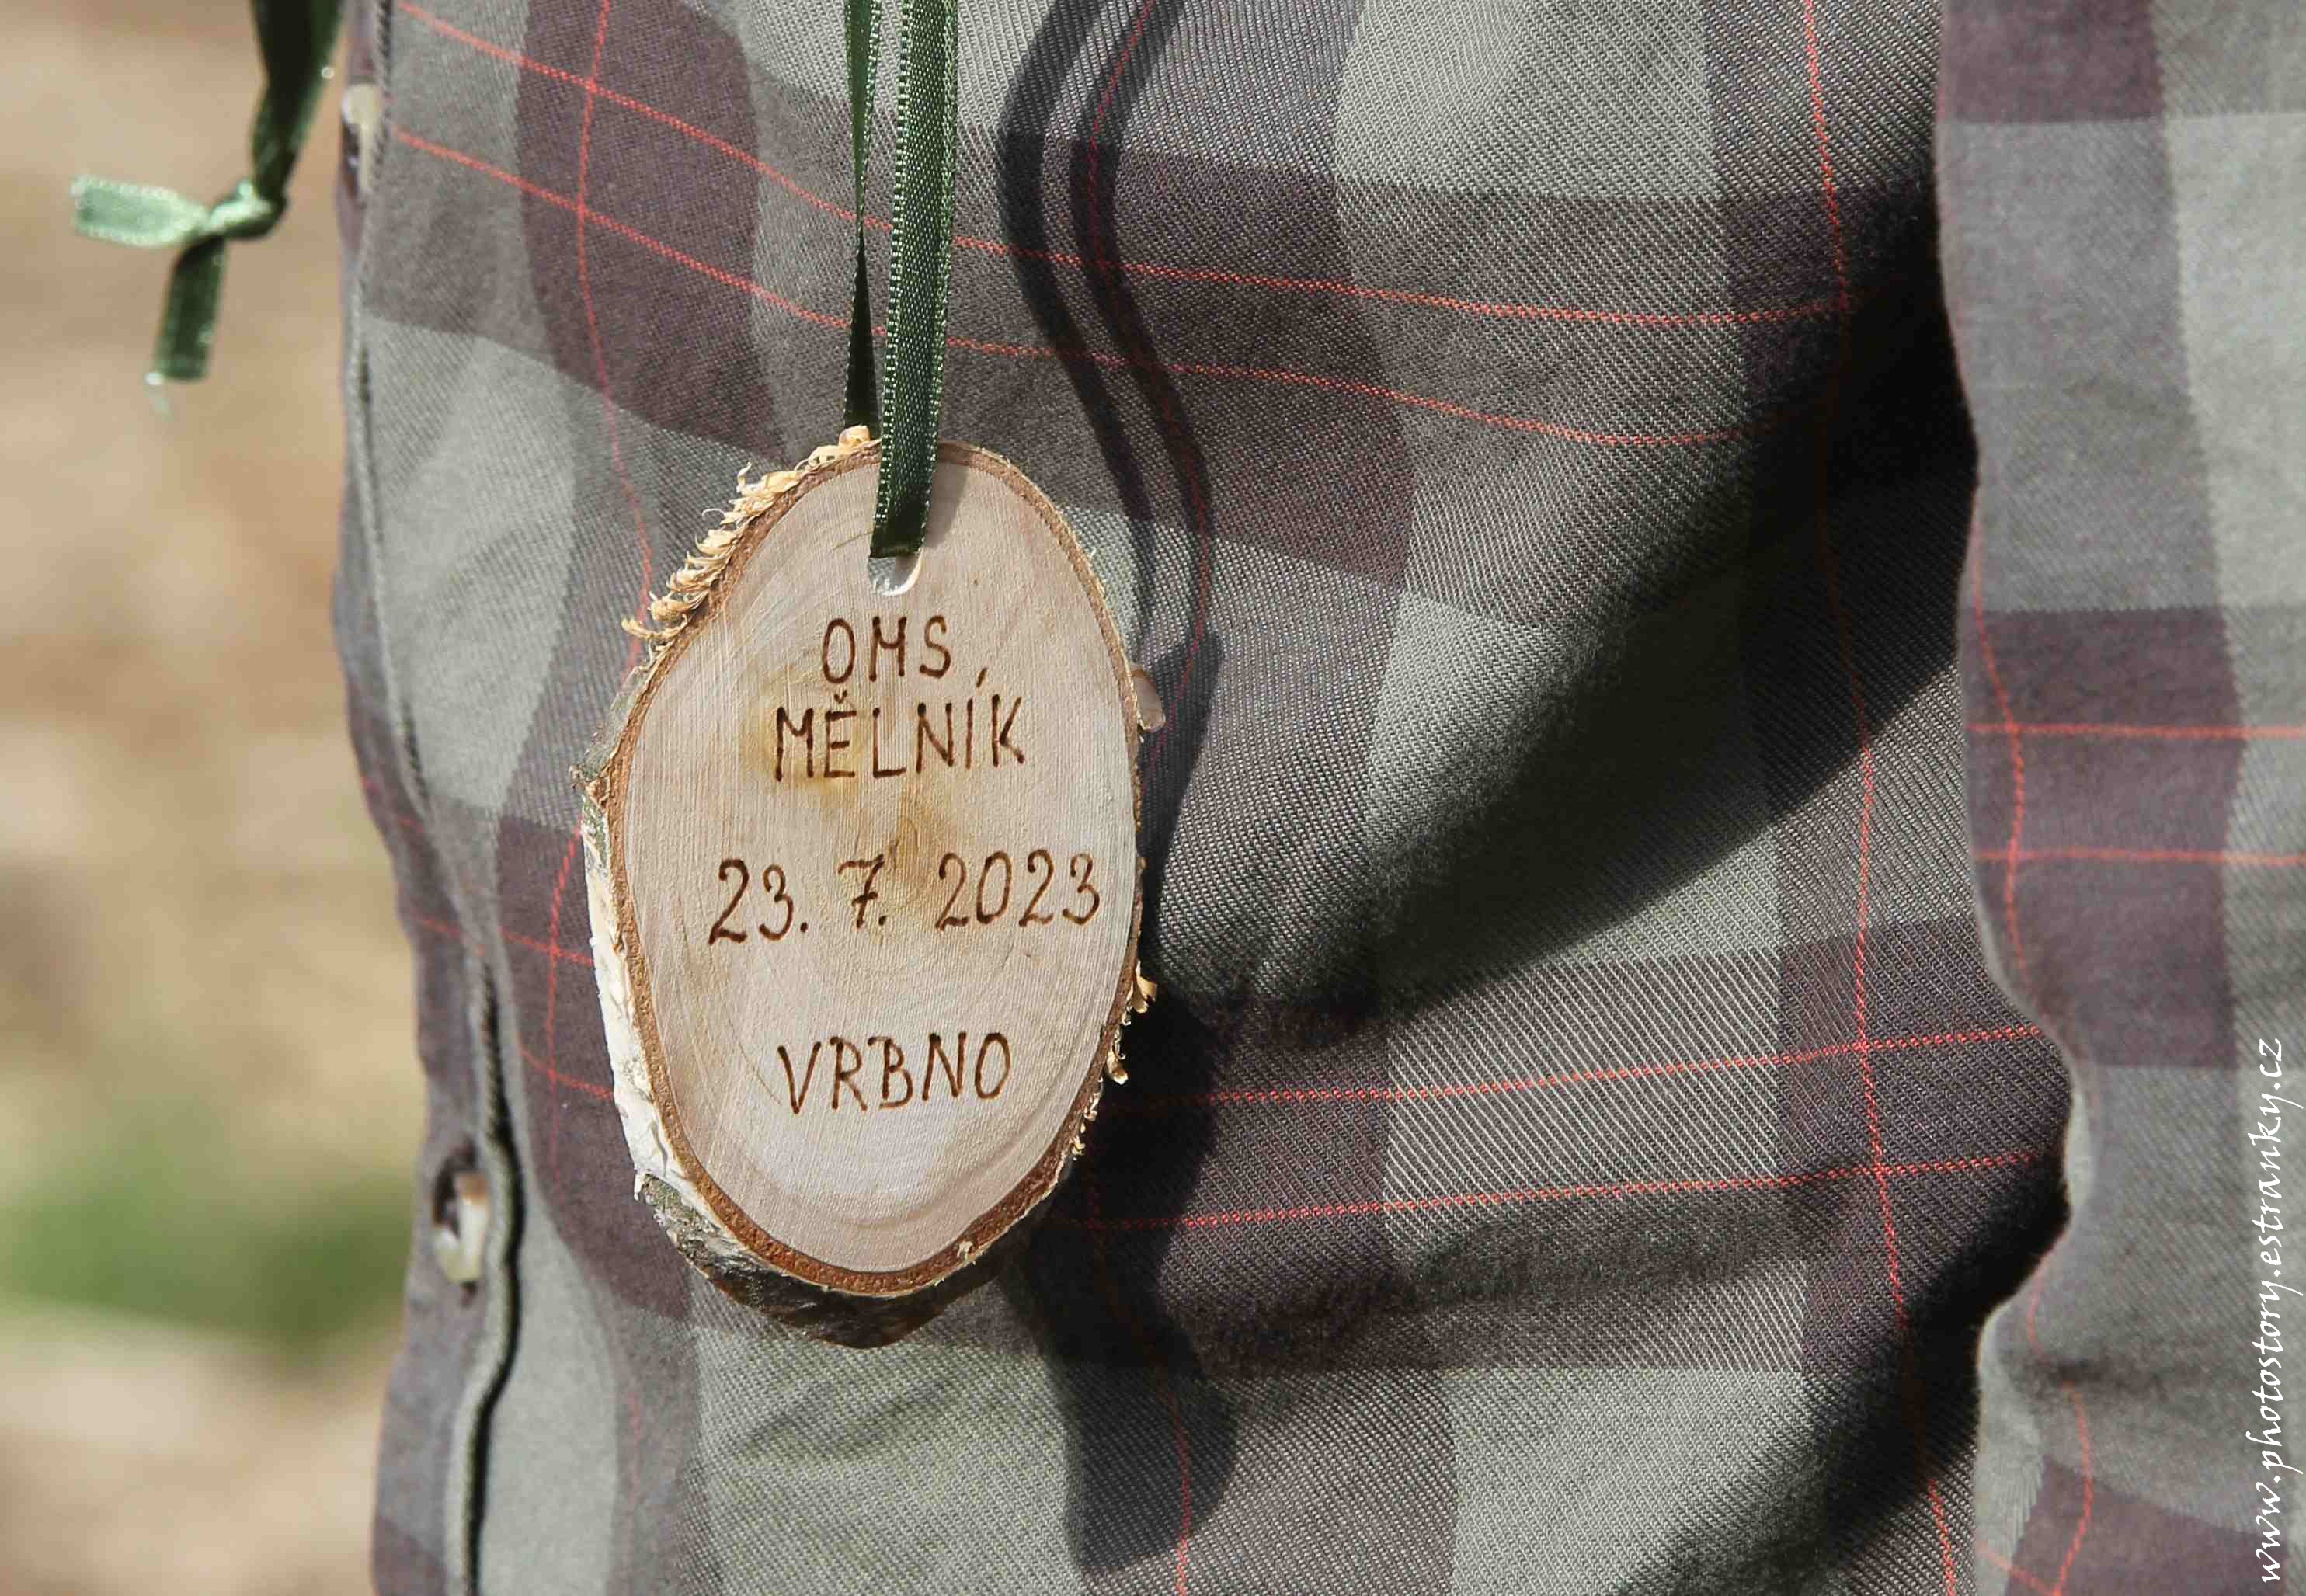 OMS
MĚLNÍK
23. 7. 2023
VRBNO
www.photostory.estranky.cz